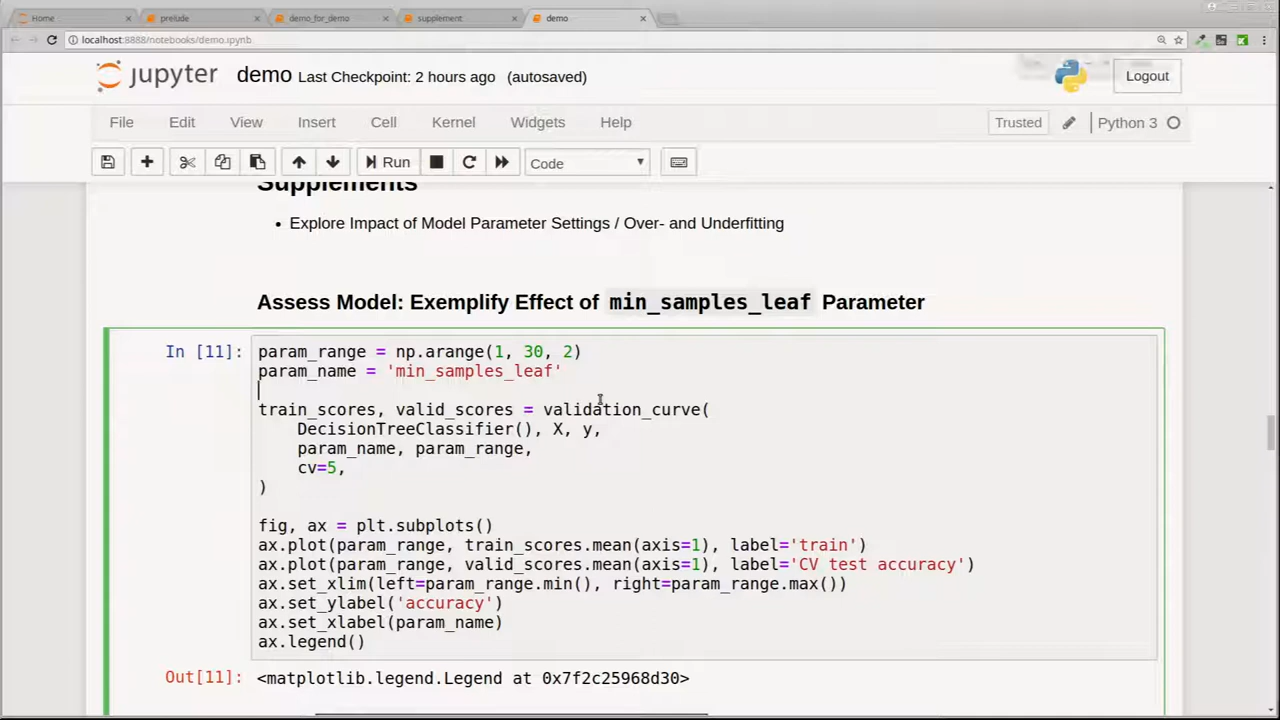 Home prelude demo_for_demo supplement demo
localhost:8888/notebooks/demo.ipynb
jupyter demo Last Checkpoint: 2 hours ago (autosaved) Logout
File Edit View Insert Cell Kernel Widgets Help Trusted Python 3
Run Code
Supplements
• Explore Impact of Model Parameter Settings / Over- and Underfitting
Assess Model: Exemplify Effect of min_samples_leaf Parameter
In [11]: param_range = np.arange(1, 30, 2)
param_name = 'min_samples_leaf'
train_scores, valid_scores = validation_curve(
DecisionTreeClassifier(), X, y,
param_name, param_range,
cv=5,
)
fig, ax = plt.subplots()
ax.plot(param_range, train_scores.mean(axis=1), label='train')
ax.plot(param_range, valid_scores.mean(axis=1), label='CV test accuracy')
ax.set_xlim(left=param_range.min(), right=param_range.max())
ax.set_ylabel('accuracy')
ax.set_xlabel(param_name)
ax.legend()
Out[11]: <matplotlib.legend.Legend at 0x7f2c25968d30>